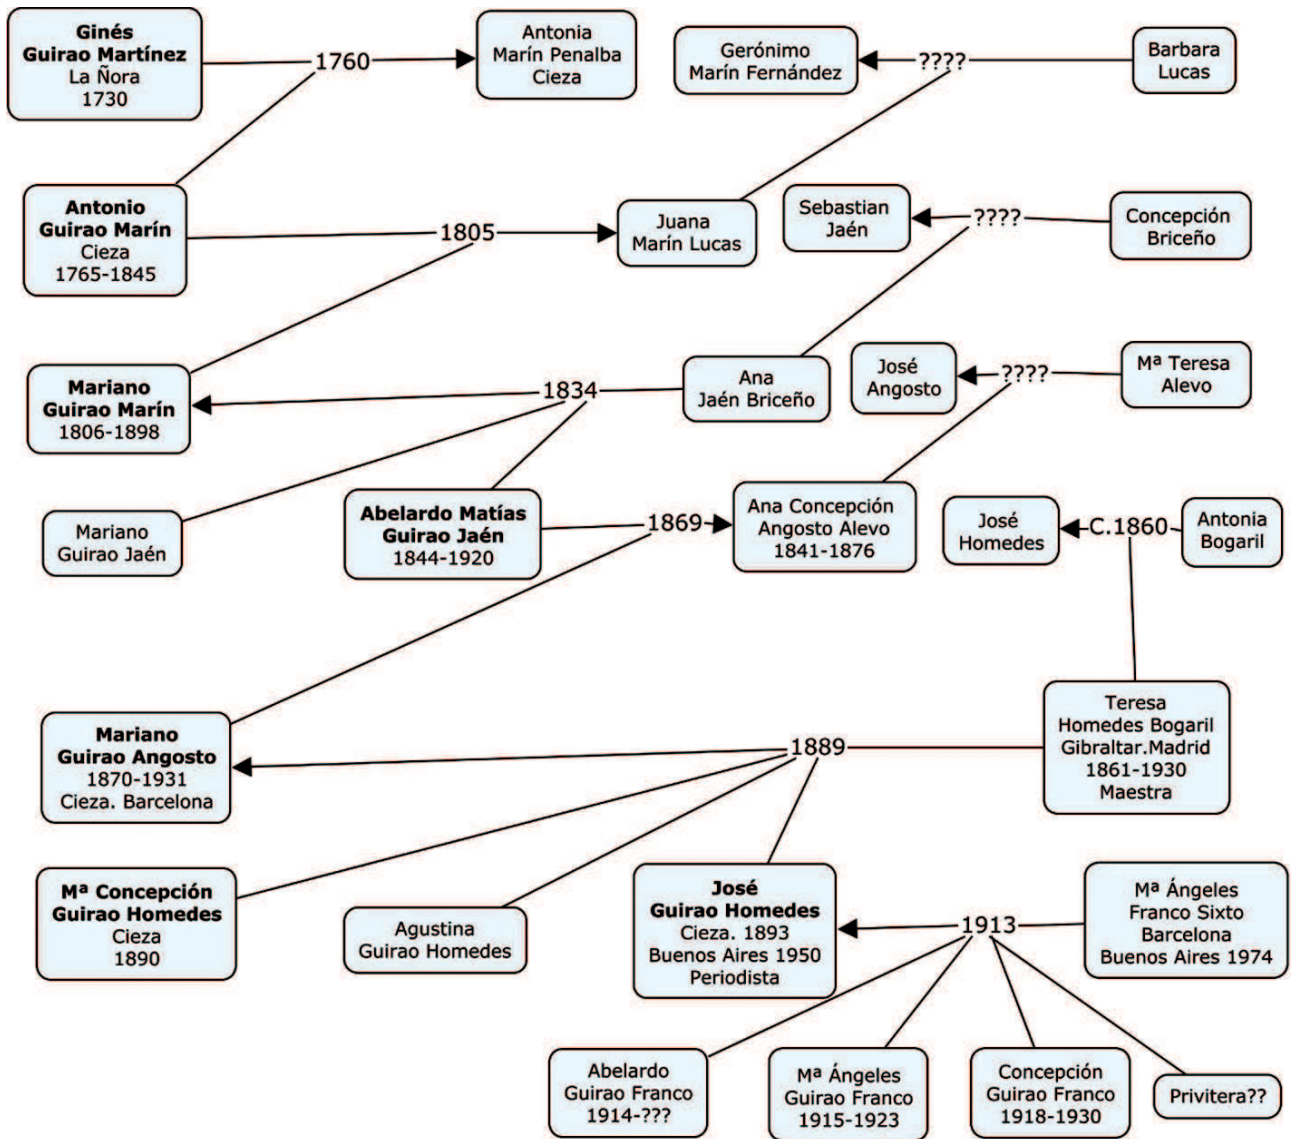 Ginés
Guirao Martínez
La Ñora
1730
1760
Antonia
Marín Penalba
Cieza
Gerónimo
Marín Fernández
????
Barbara
Lucas
Antonio
Guirao Marín
Cieza
1765-1845
1805
Juana
Marín Lucas
Sebastian
Jaén
????
Concepción
Briceño
Mariano
Guirao Marín
1806-1898
1834
Ana
Jaén Briceño
José
Angosto
????
Mª Teresa
Alevo
Mariano
Guirao Jaén
Abelardo Matías
Guirao Jaén
1844-1920
1869
Ana Concepción
Angosto Alevo
1841-1876
José
Homedes
C.1860
Antonia
Bogaril
Mariano
Guirao Angosto
1870-1931
Cieza. Barcelona
1889
Teresa
Homedes Bogaril
Gibraltar.Madrid
1861-1930
Maestra
Mª Concepción
Guirao Homedes
Cieza
1890
Agustina
Guirao Homedes
José
Guirao Homedes
Cieza. 1893
Buenos Aires 1950
Periodista
1913
Mª Ángeles
Franco Sixto
Barcelona
Buenos Aires 1974
Abelardo
Guirao Franco
1914-???
Mª Ángeles
Guirao Franco
1915-1923
Concepción
Guirao Franco
1918-1930
Privitera??